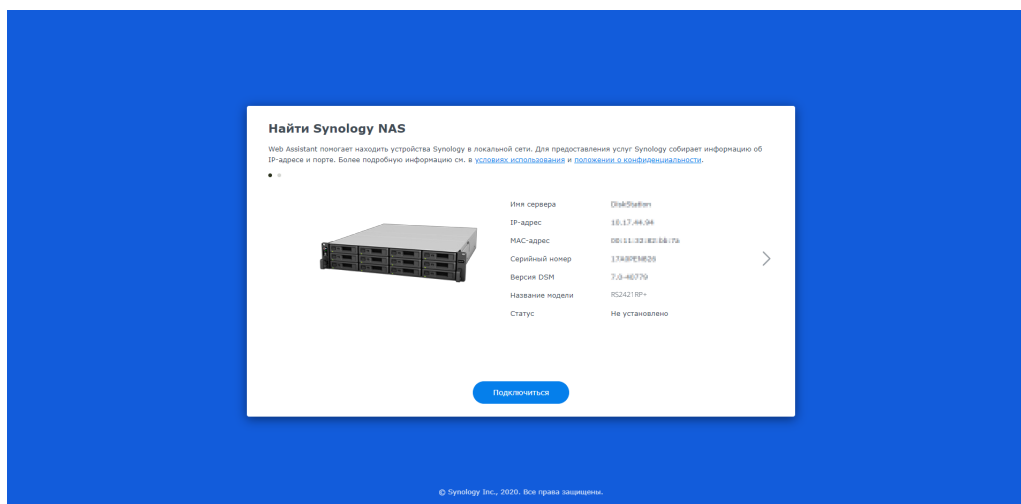 Найти Synology NAS
Web Assistant помогает находить устройства Synology в локальной сети. Для предоставления услуг Synology собирает информацию об
IP-адресе и порте. Более подробную информацию см. в условиях использования и положении о конфиденциальности.
Имя сервера DiskStation
IP-адрес
MAC-адрес
Серийный номер
Версия DSM
Название модели RS2421RP+
Статус Не установлено
Подключиться
© Synology Inc., 2020. Все права защищены.